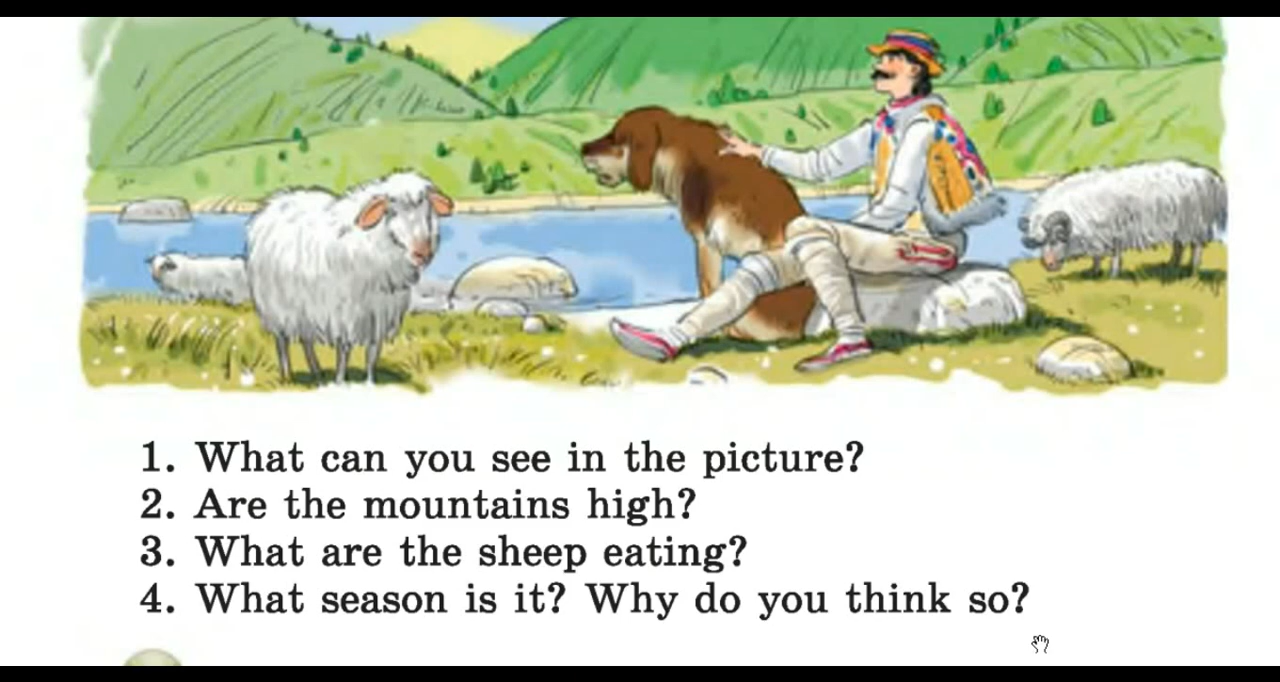 1. What can you see in the picture?
2. Are the mountains high?
3. What are the sheep eating?
4. What season is it? Why do you think so?